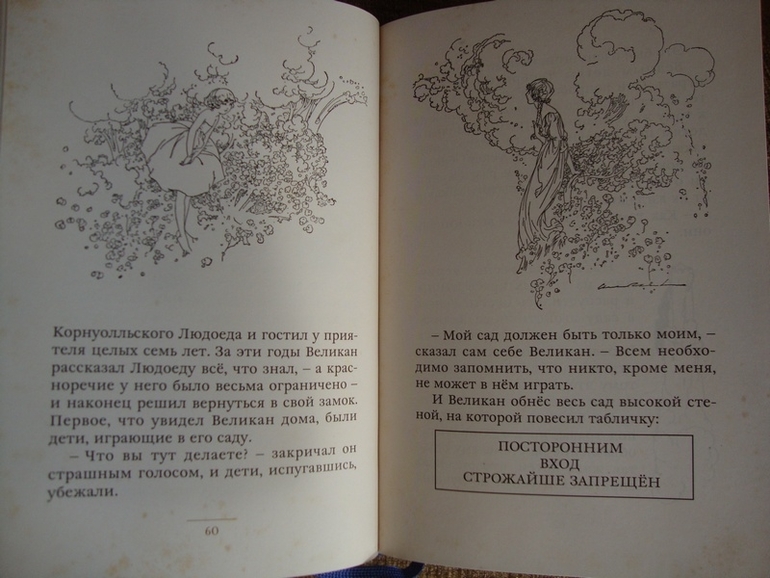 Корнуолльского Людоеда и гостил у прия-
теля целых семь лет. За эти годы Великан
рассказал Людоеду всё, что знал, – а крас-
норечие у него было весьма ограничено –
и наконец решил вернуться в свой замок.
Первое, что увидел Великан дома, были
дети, играющие в его саду.
– Что вы тут делаете? – закричал он
страшным голосом, и дети, испугавшись,
убежали.
60
– Мой сад должен быть только моим, –
сказал сам себе Великан. – Всем необхо-
димо запомнить, что никто, кроме меня,
не может в нём играть.
И Великан обнёс весь сад высокой сте-
ной, на которой повесил табличку:
ПОСТОРОННИМ
ВХОД
СТРОЖАЙШЕ ЗАПРЕЩЁН